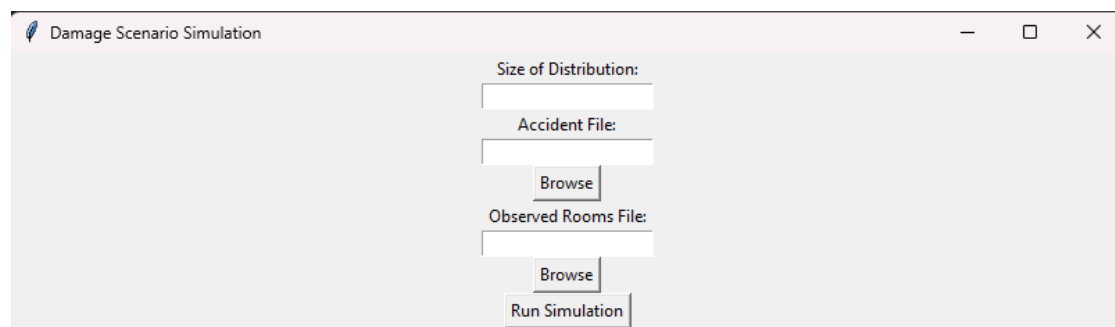 Damage Scenario Simulation
Size of Distribution:
Accident File:
Browse
Observed Rooms File:
Browse
Run Simulation